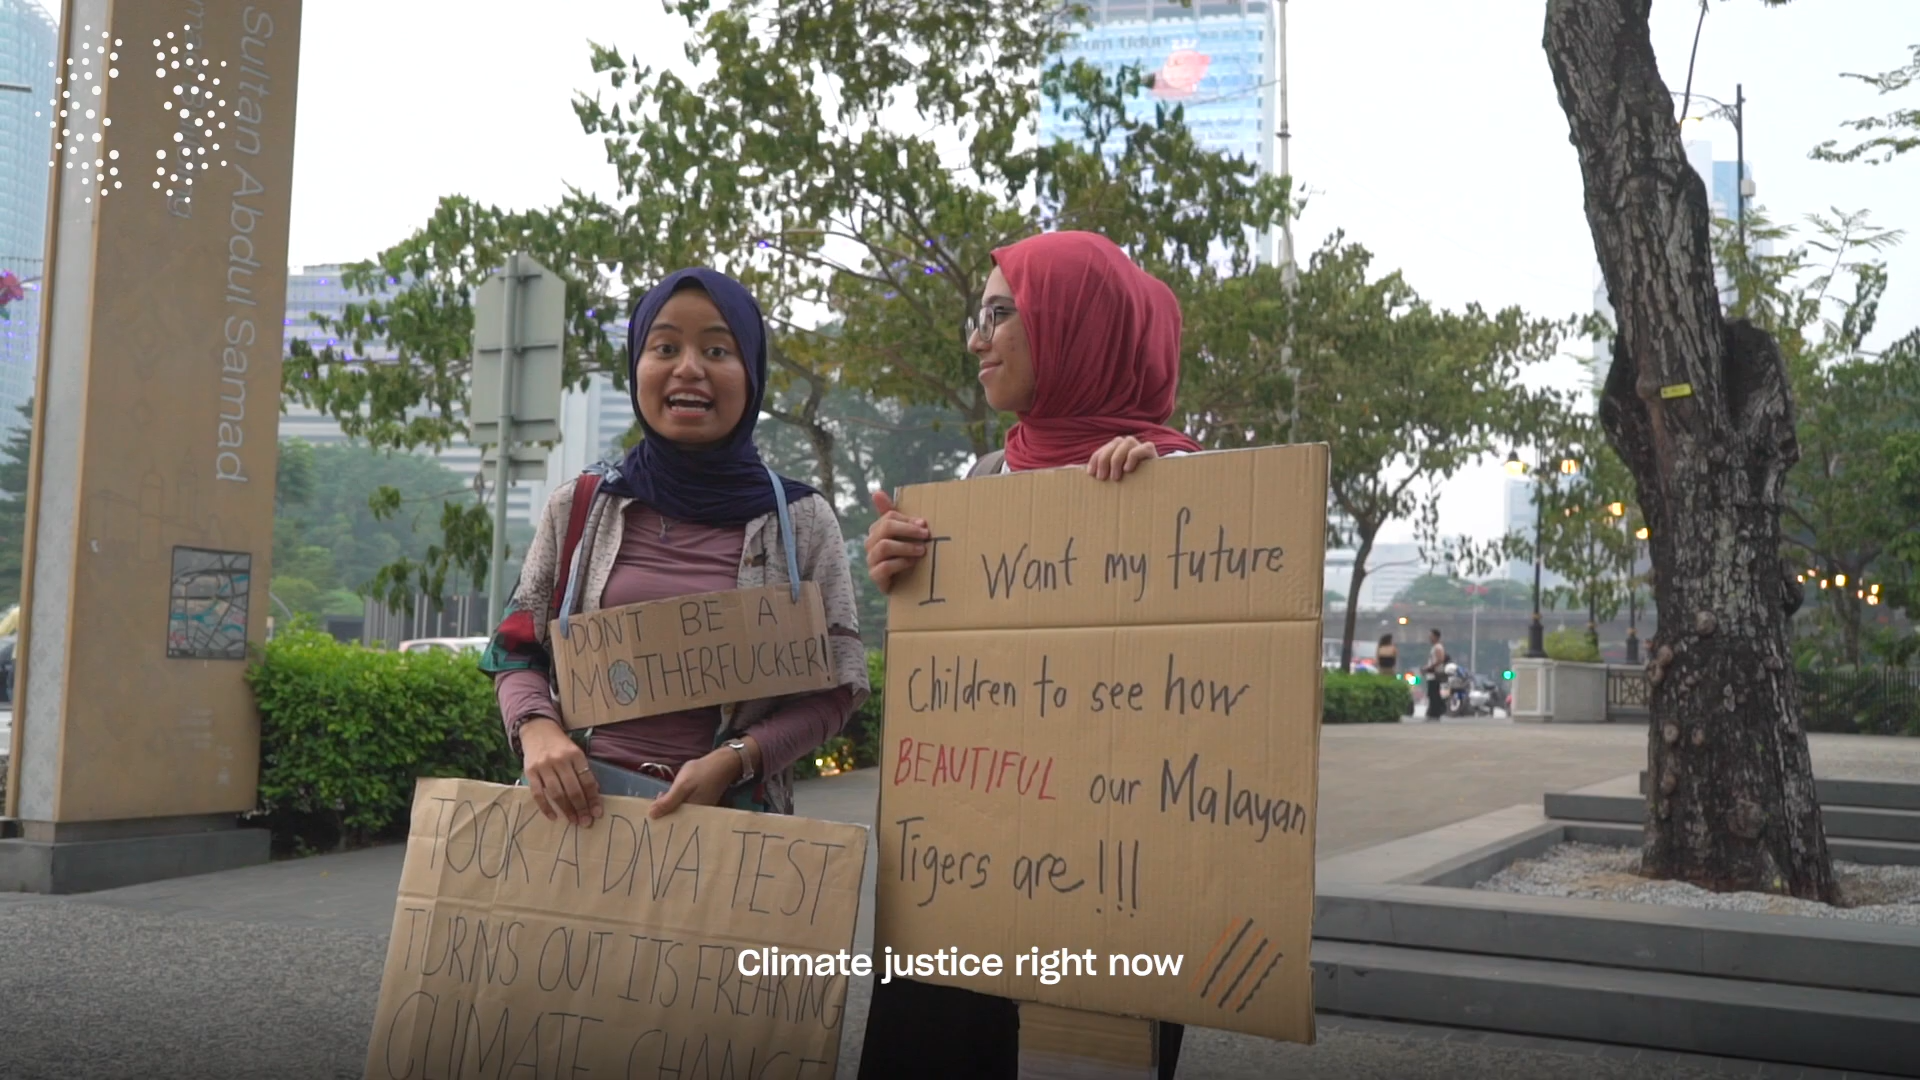 Sultan Abdul Samad
DON'T BE A
MOTHERFUCKER!
I Want my future
Children to see how
BEAUTIFUL our Malayan
Tigers are!!!
TOOK A DNA TEST
TURNS OUT ITS FREAKING
CLIMATE CHANGE
Climate justice right now